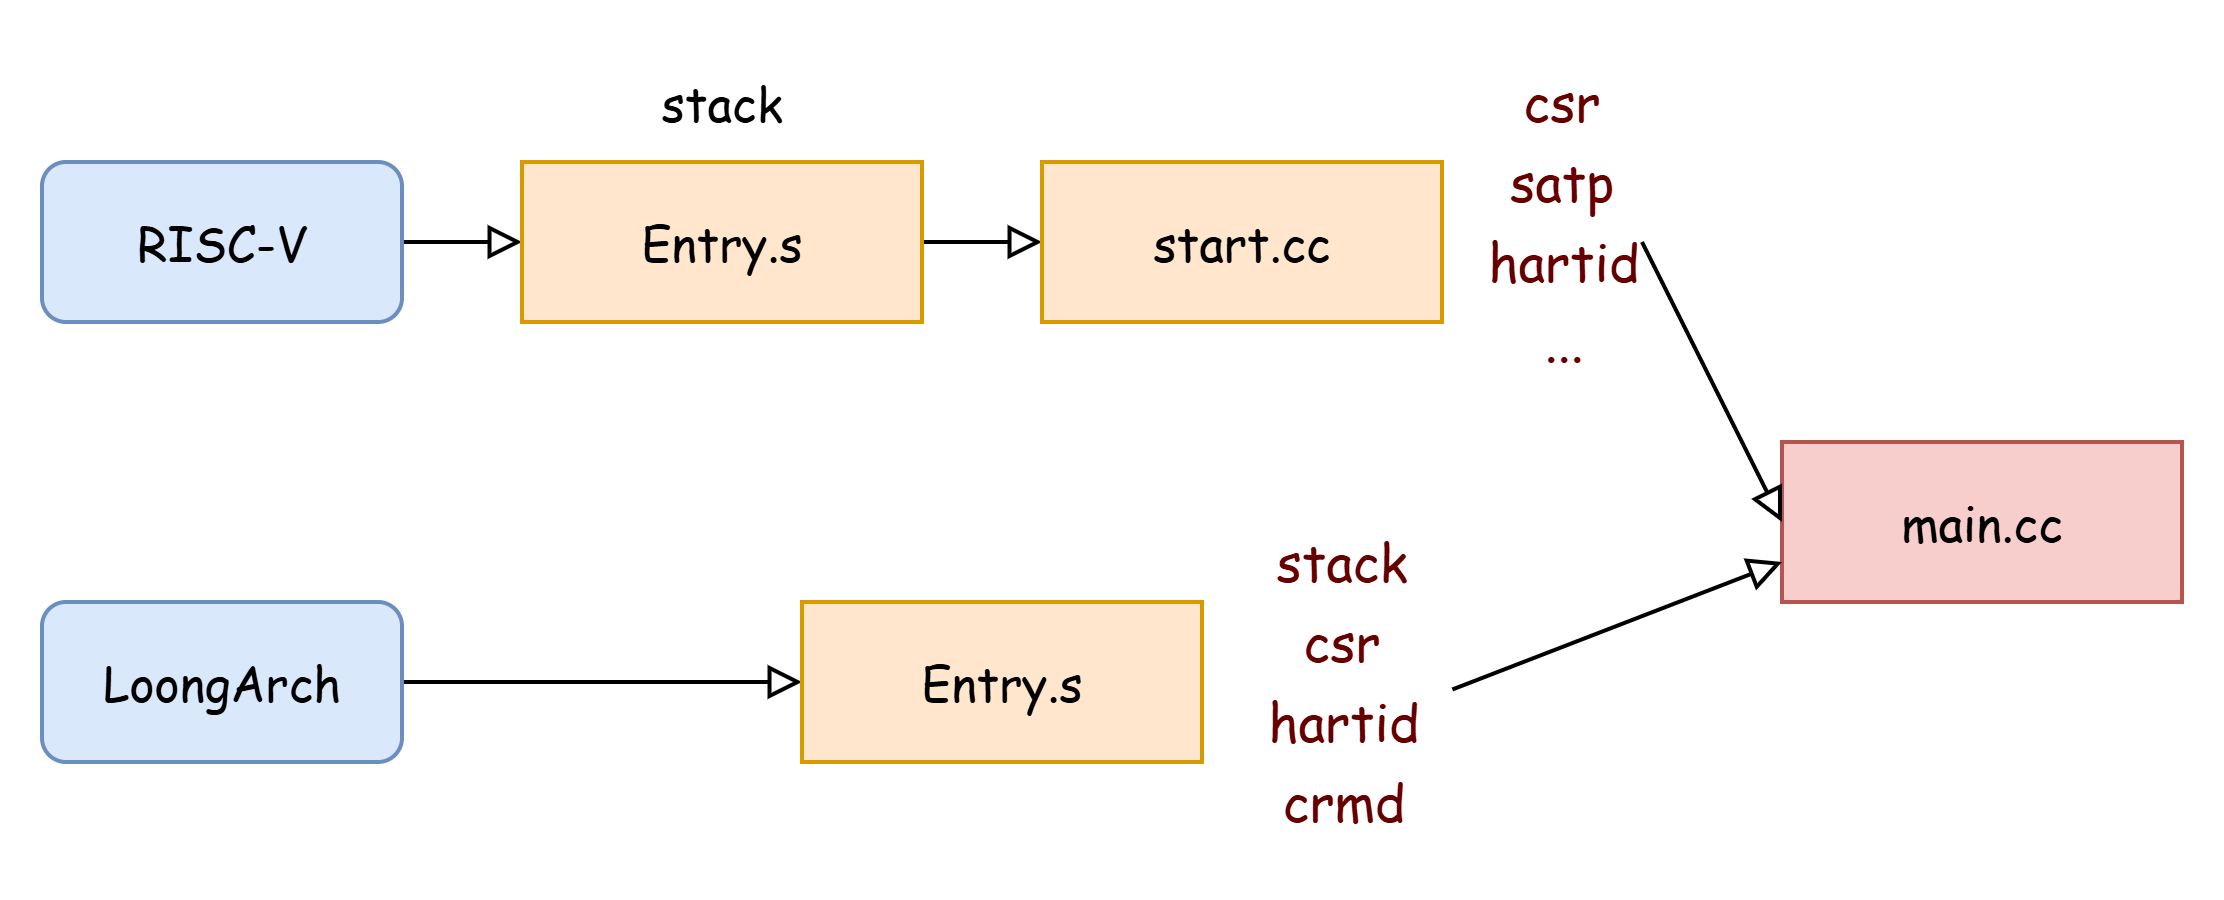 stack
RISC-V
Entry.s
start.cc
csr
satp
hartid
...
main.cc
LoongArch
Entry.s
stack
csr
hartid
crmd